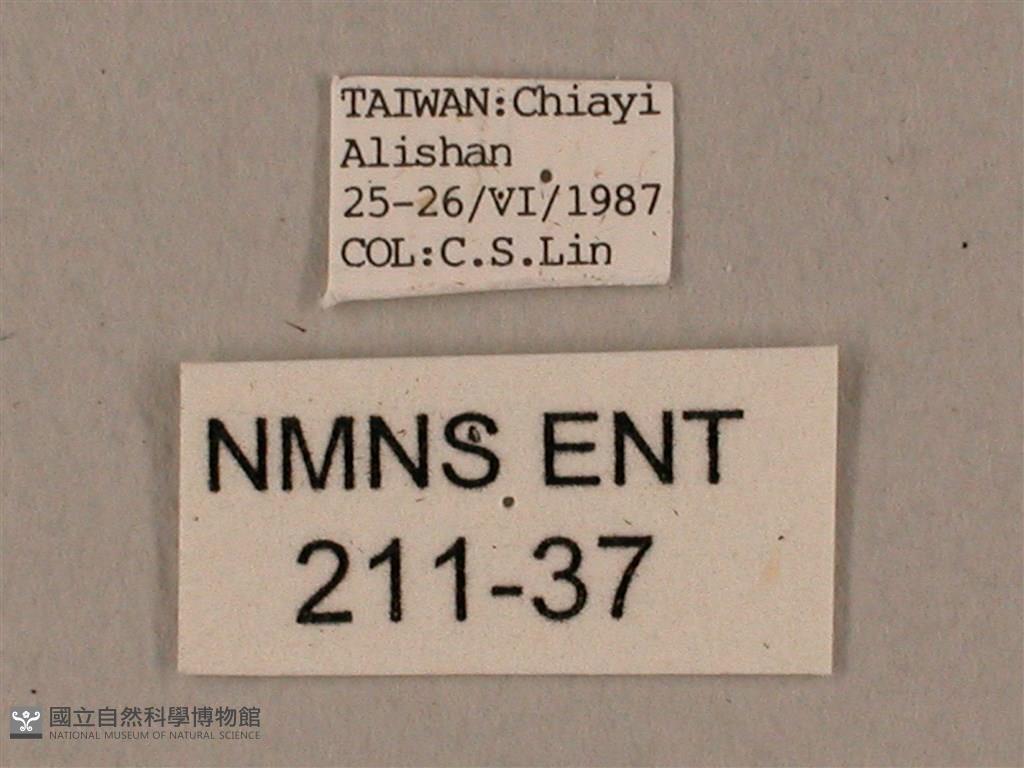 TAIWAN:Chiayi
Alishan
25-26/VI/1987
COL:C.S.Lin
NMNS ENT
211-37
國立自然科學博物館
NATIONAL MUSEUM OF NATURAL SCIENCE